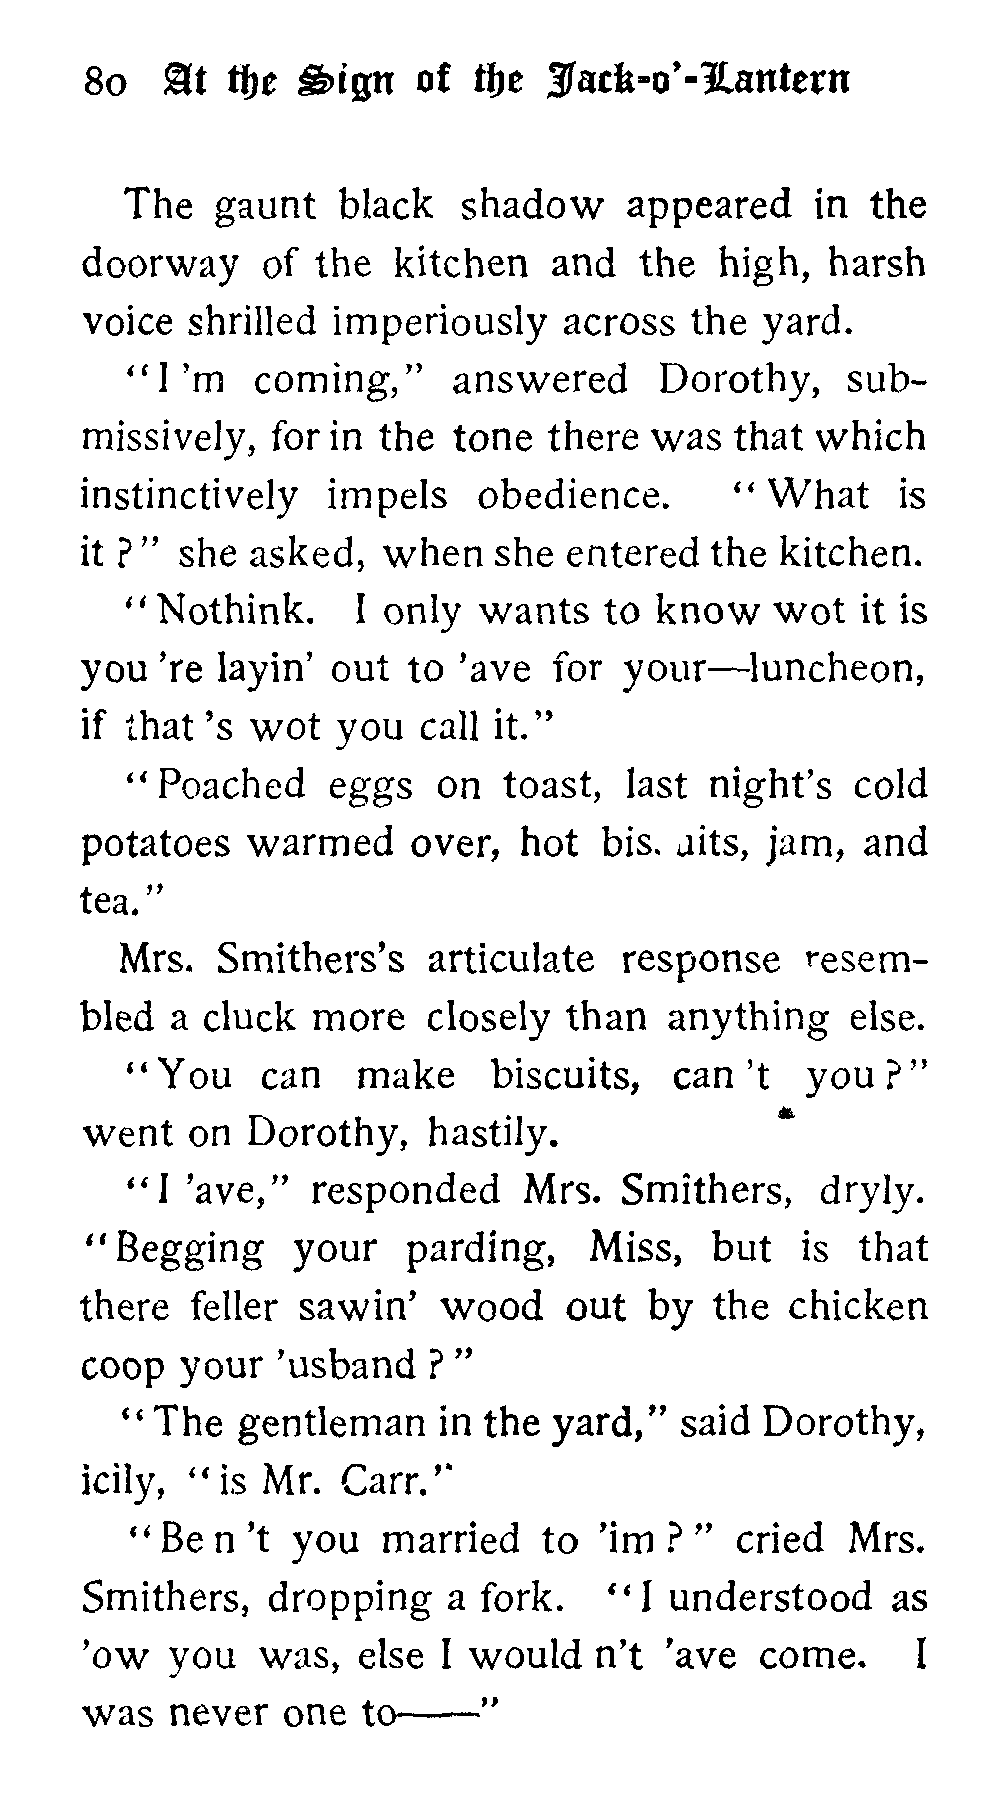 80 At the Sign of the Jack-o'-Lantern
The gaunt black shadow appeared in the
doorway of the kitchen and the high, harsh
voice shrilled imperiously across the yard.
"I 'm coming," answered Dorothy, sub-
missively, for in the tone there was that which
instinctively impels obedience. "What is
it?" she asked, when she entered the kitchen.
"Nothink. I only wants to know wot it is
you 're layin' out to 'ave for your—luncheon,
if that 's wot you call it."
"Poached eggs on toast, last night's cold
potatoes warmed over, hot jam, and
tea."
Mrs. Smithers's articulate response resem-
bled a cluck more closely than anything else.
"You can make biscuits, can 't you?"
went on Dorothy, hastily.
"I 'ave," responded Mrs. Smithers, dryly.
"Begging your parding, Miss, but is that
there feller sawin' wood out by the chicken
coop your 'usband?"
"The gentleman in the yard," said Dorothy,
icily, "is Mr. Carr."
"Be n 't you married to 'im?" cried Mrs.
Smithers, dropping a fork. "I understood as
'ow you was, else I would n't 'ave come. I
was never one to——"